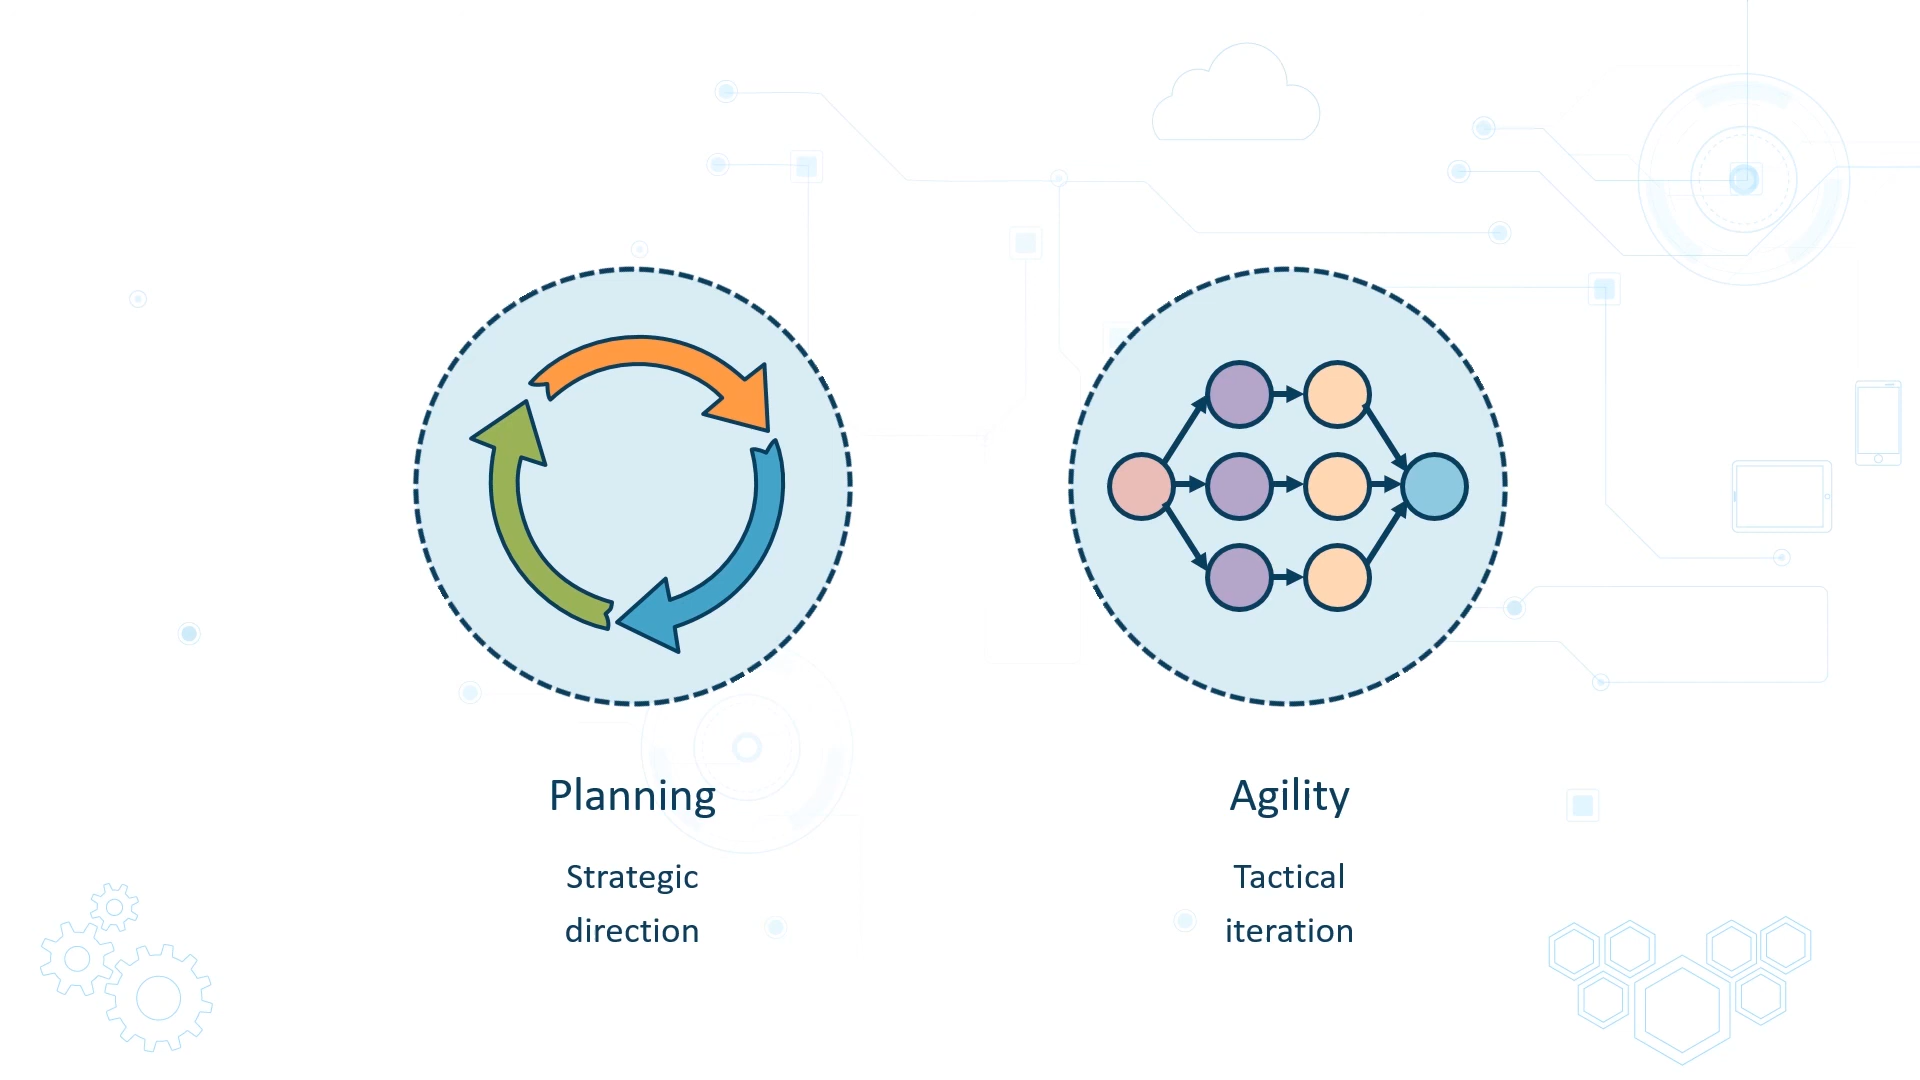 Planning
Strategic
direction
Agility
Tactical
iteration